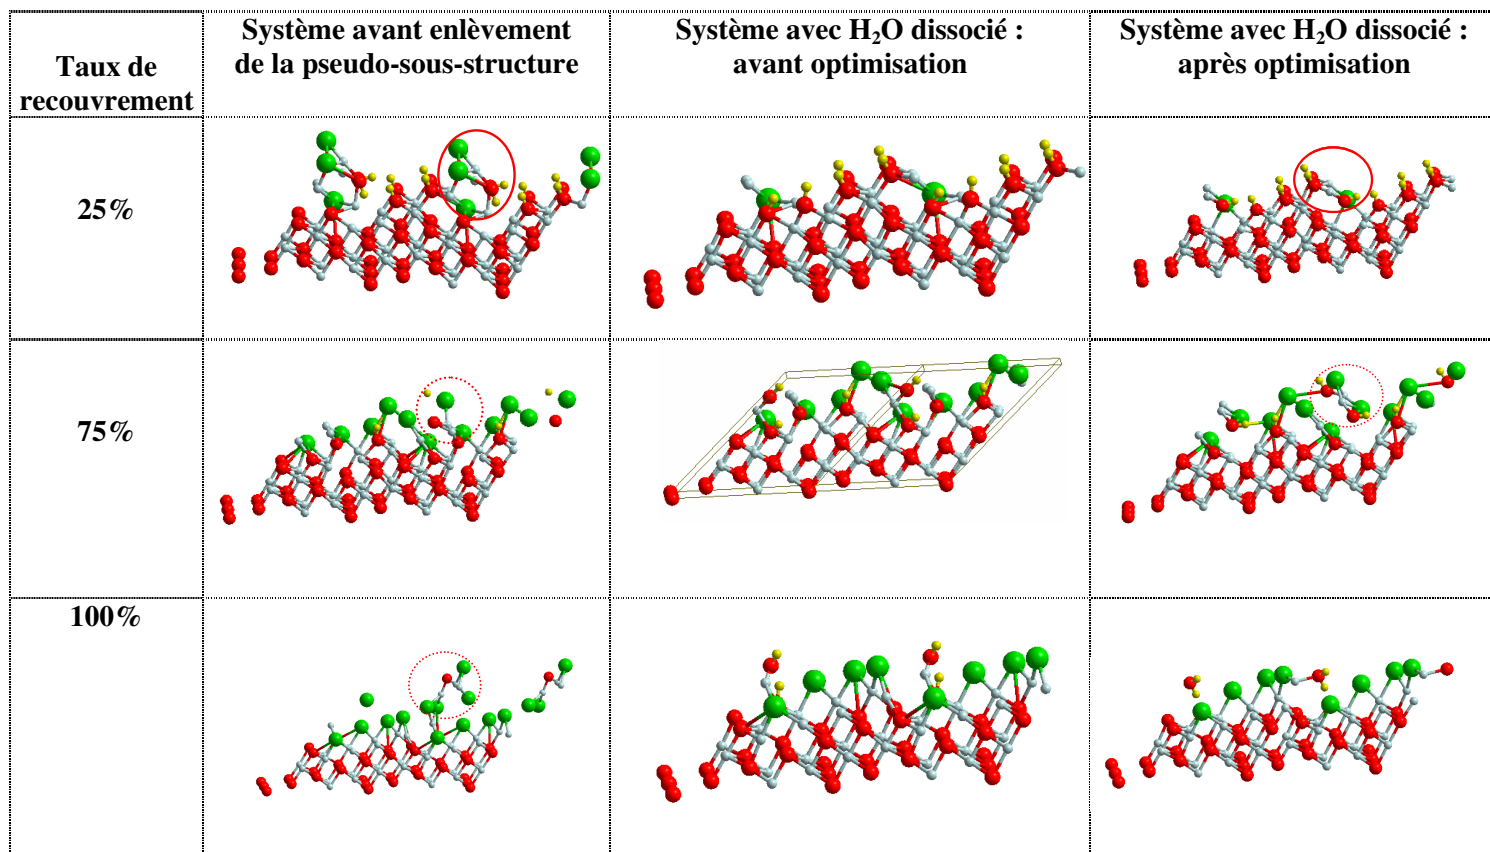 Taux de
recouvrement
Système avant enlèvement
de la pseudo-sous-structure
Système avec H₂O dissocié :
avant optimisation
Système avec H₂O dissocié :
après optimisation
25%
75%
100%